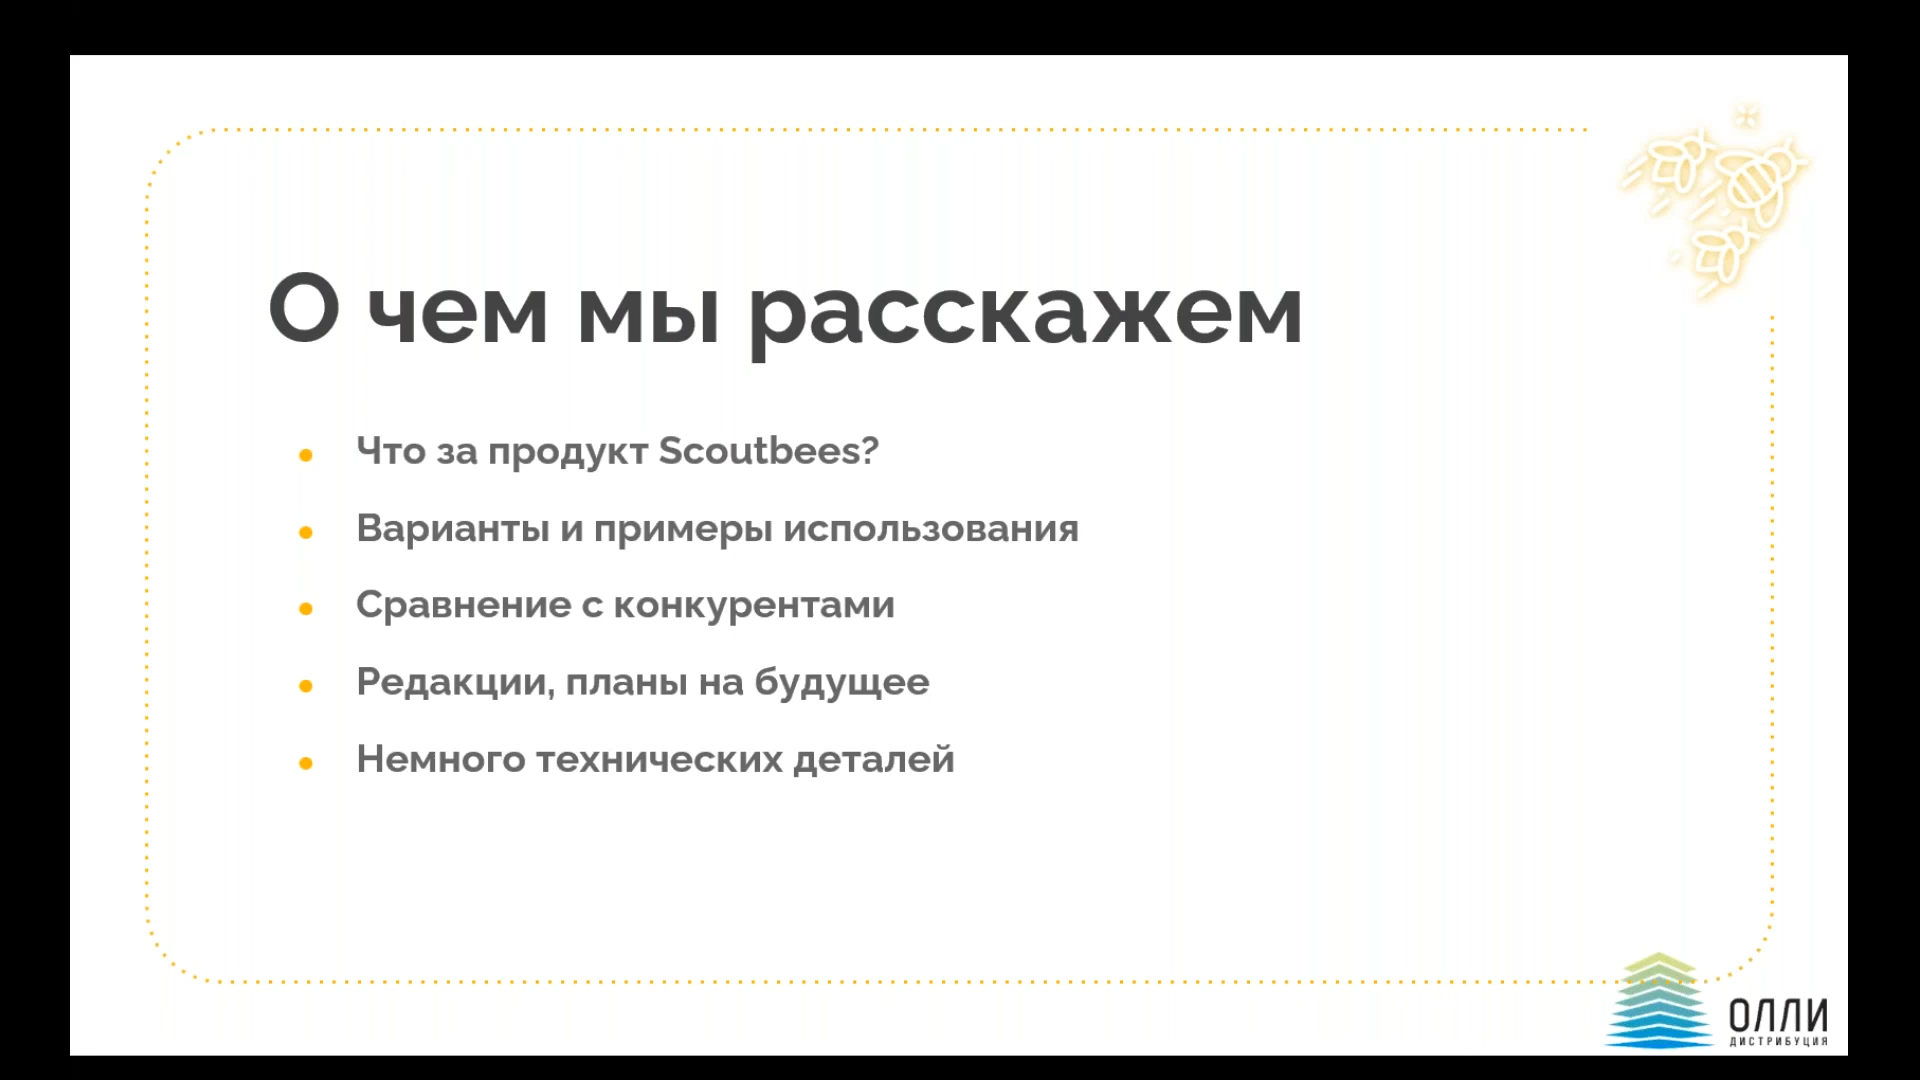 О чем мы расскажем
Что за продукт Scoutbees?
Варианты и примеры использования
Сравнение с конкурентами
Редакции, планы на будущее
Немного технических деталей
ОЛЛИ
ДИСТРИБУЦИЯ